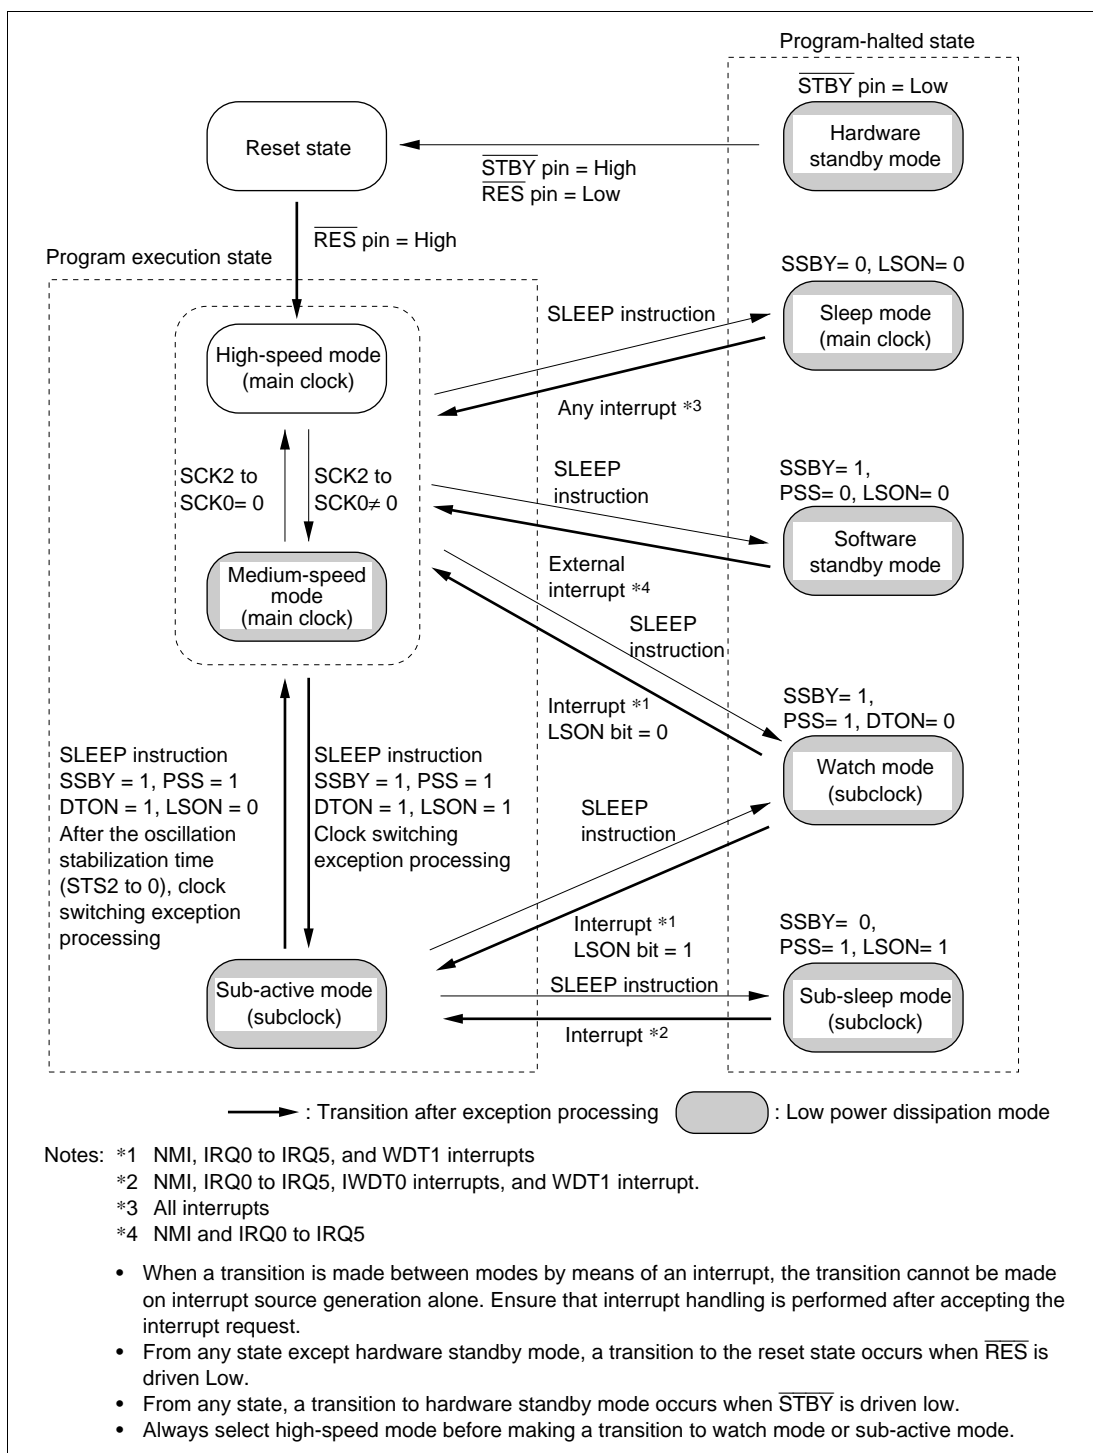 Program-halted state
STBY pin = Low
Hardware
standby mode
Reset state
STBY pin = High
RES pin = Low
RES pin = High
Program execution state
SSBY= 0, LSON= 0
Sleep mode
(main clock)
SLEEP instruction
High-speed mode
(main clock)
Any interrupt *3
SCK2 to
SCK0= 0
SCK2 to
SCK0≠ 0
SLEEP
instruction
SSBY= 1,
PSS= 0, LSON= 0
Software
standby mode
Medium-speed
mode
(main clock)
External
interrupt *4
SLEEP
instruction
Interrupt *1
LSON bit = 0
SSBY= 1,
PSS= 1, DTON= 0
Watch mode
(subclock)
SLEEP instruction
SSBY = 1, PSS = 1
DTON = 1, LSON = 0
After the oscillation
stabilization time
(STS2 to 0), clock
switching exception
processing
SLEEP instruction
SSBY = 1, PSS = 1
DTON = 1, LSON = 1
Clock switching
exception processing
SLEEP
instruction
Interrupt *1
LSON bit = 1
SSBY=  0,
PSS= 1, LSON= 1
Sub-active mode
(subclock)
SLEEP instruction
Sub-sleep mode
(subclock)
Interrupt *2
: Transition after exception processing
: Low power dissipation mode
Notes: *1 NMI, IRQ0 to IRQ5, and WDT1 interrupts
*2 NMI, IRQ0 to IRQ5, IWDT0 interrupts, and WDT1 interrupt.
*3 All interrupts
*4 NMI and IRQ0 to IRQ5
• When a transition is made between modes by means of an interrupt, the transition cannot be made
on interrupt source generation alone. Ensure that interrupt handling is performed after accepting the
interrupt request.
• From any state except hardware standby mode, a transition to the reset state occurs when RES is
driven Low.
• From any state, a transition to hardware standby mode occurs when STBY is driven low.
• Always select high-speed mode before making a transition to watch mode or sub-active mode.